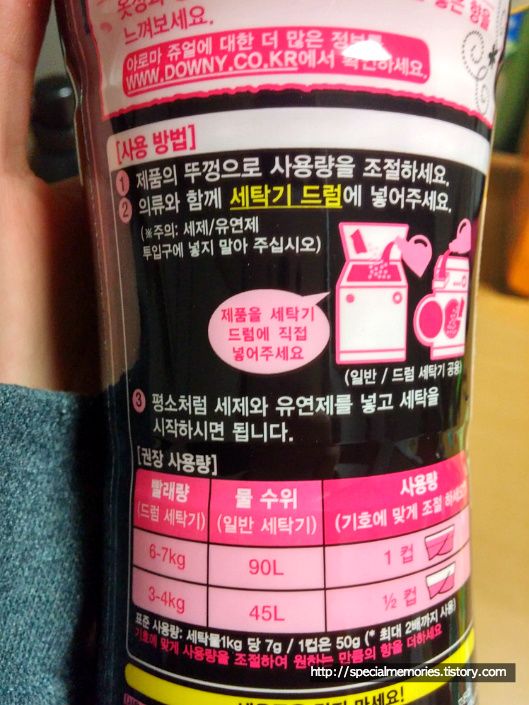 느껴보세요.
아로마 쥬얼에 대한 더 많은 정보를
WWW.DOWNY.CO.KR에서 확인하세요.
[사용 방법]
① 제품의 뚜껑으로 사용량을 조절하세요.
② 의류와 함께 세탁기 드럼에 넣어주세요.
(※주의: 세제/유연제
투입구에 넣지 말아 주십시오)
제품을 세탁기
드럼에 직접
넣어주세요
(일반 / 드럼 세탁기 공용)
③ 평소처럼 세제와 유연제를 넣고 세탁을
시작하시면 됩니다.
[권장 사용량]
빨래량 물 수위 사용량
(드럼 세탁기) (일반 세탁기) (기호에 맞게 조절 하세요)
6-7kg 90L 1 컵
3-4kg 45L ½ 컵
표준 사용량: 세탁물1kg 당 7g / 1컵은 50g (* 최대 2배까지 사용)
기호에 맞게 사용량을 조절하여 원하는 만큼의 향을 더하세요
마세요!
http://specialmemories.tistory.com